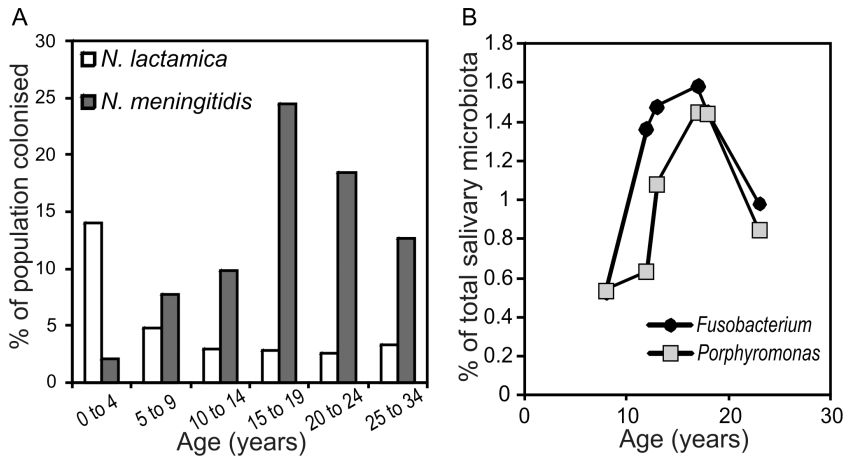 A
% of population colonised
30
25
20
15
10
5
0
N. lactamica
N. meningitidis
0 to 4
5 to 9
10 to 14
15 to 19
20 to 24
25 to 34
Age (years)
B
% of total salivary microbiota
1.8
1.6
1.4
1.2
1
0.8
0.6
0.4
0.2
0
Fusobacterium
Porphyromonas
0
10
20
30
Age (years)